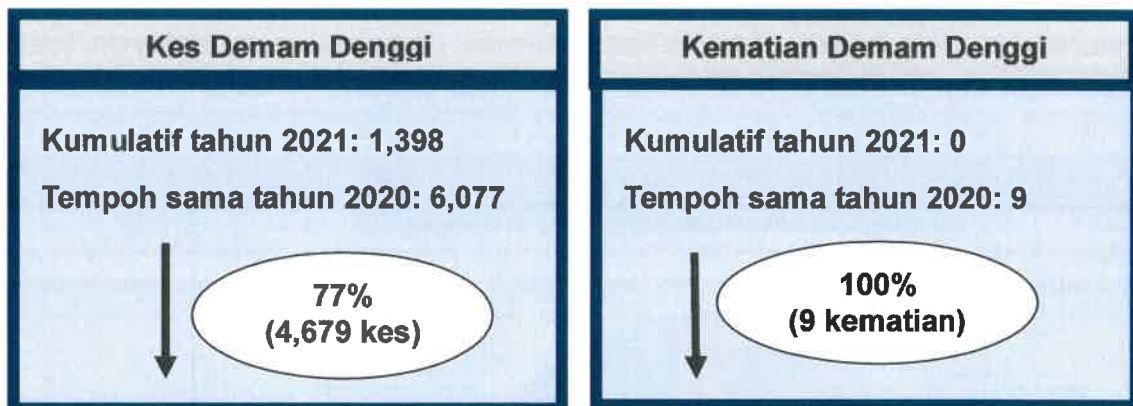 Kes Demam Denggi
Kumulatif tahun 2021: 1,398
Tempoh sama tahun 2020: 6,077
77%
(4,679 kes)
Kematian Demam Denggi
Kumulatif tahun 2021: 0
Tempoh sama tahun 2020: 9
100%
(9 kematian)